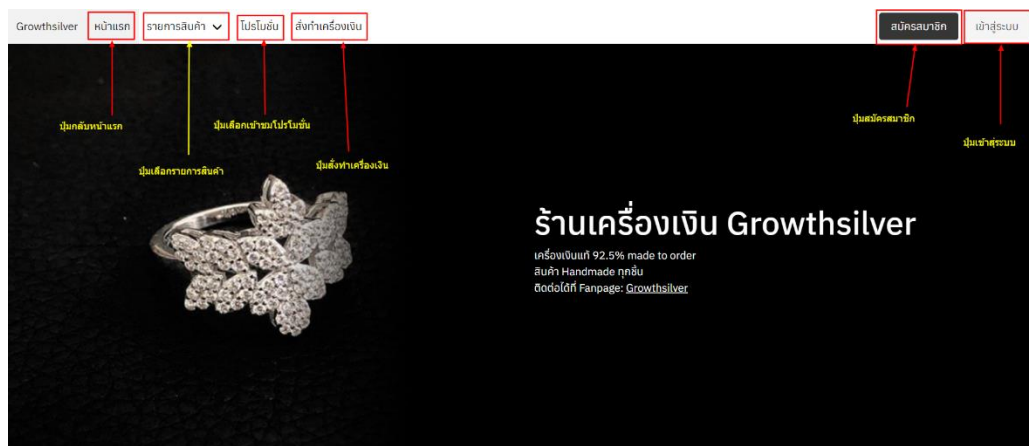 Growthsilver หน้าแรก รายการสินค้า โปรโมชั่น สั่งทำเครื่องเงิน สมัครสมาชิก เข้าสู่ระบบ
ปุ่มกลับหน้าแรก
ปุ่มเลือกเข้าชมโปรโมชั่น
ปุ่มสมัครสมาชิก
ปุ่มเข้าสู่ระบบ
ปุ่มเลือกรายการสินค้า
ปุ่มสั่งทำเครื่องเงิน
ร้านเครื่องเงิน Growthsilver
เครื่องเงินแท้ 92.5% made to order
สินค้า Handmade ทุกชิ้น
ติดต่อได้ที่ Fanpage: Growthsilver